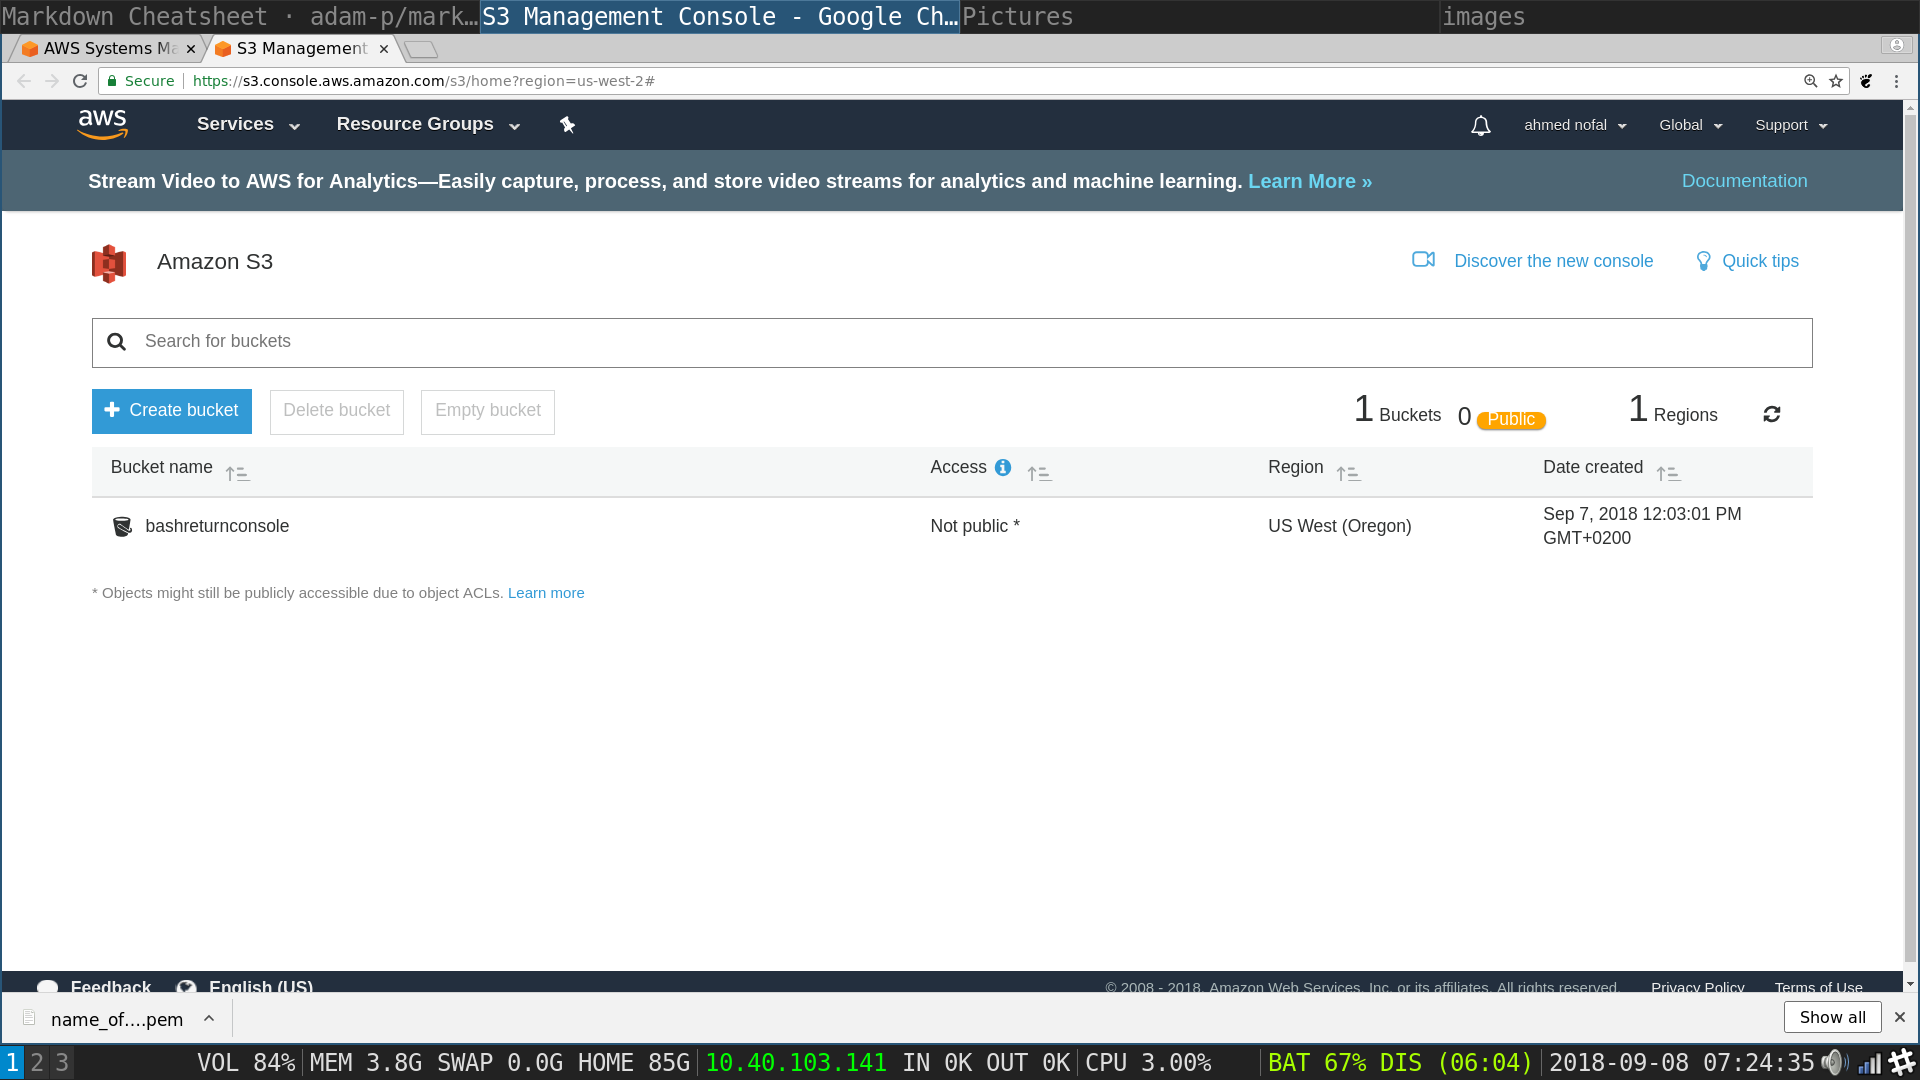 Markdown Cheatsheet · adam-p/mark… S3 Management Console - Google Ch… Pictures images
AWS Systems Ma S3 Management
Secure https://s3.console.aws.amazon.com/s3/home?region=us-west-2#
aws Services Resource Groups ahmed nofal Global Support
Stream Video to AWS for Analytics—Easily capture, process, and store video streams for analytics and machine learning. Learn More » Documentation
Amazon S3 Discover the new console Quick tips
Search for buckets
Create bucket Delete bucket Empty bucket 1 Buckets 0 Public 1 Regions
Bucket name Access Region Date created
bashreturnconsole Not public * US West (Oregon) Sep 7, 2018 12:03:01 PM
GMT+0200
* Objects might still be publicly accessible due to object ACLs. Learn more
Feedback English (US) © 2008 - 2018, Amazon Web Services, Inc. or its affiliates. All rights reserved. Privacy Policy Terms of Use
name_of....pem Show all
1 2 3 VOL 84% MEM 3.8G SWAP 0.0G HOME 85G 10.40.103.141 IN 0K OUT 0K CPU 3.00% BAT 67% DIS (06:04) 2018-09-08 07:24:35